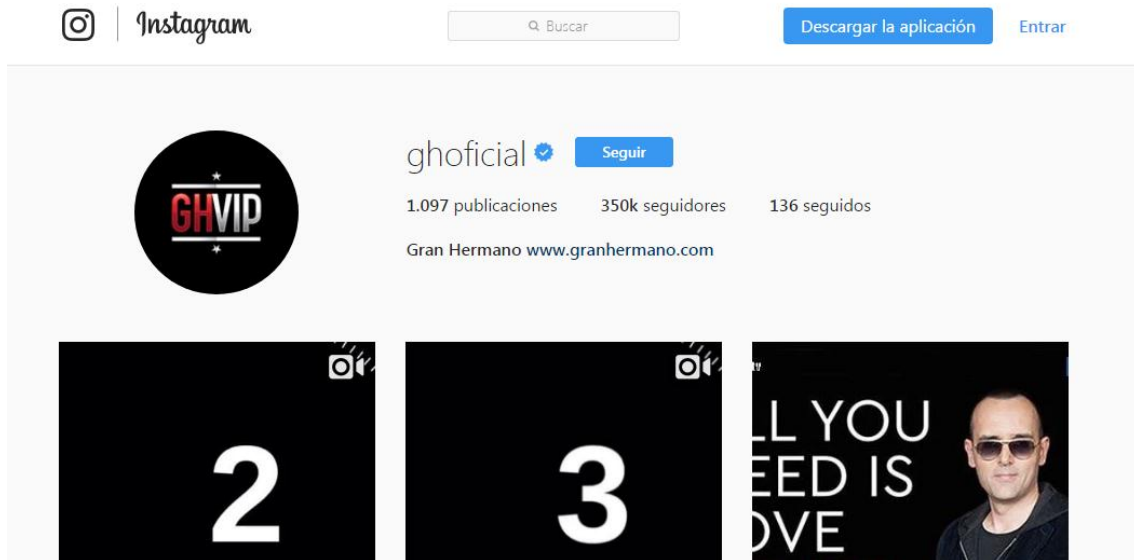 Instagram
Buscar
Descargar la aplicación
Entrar
GHVIP
ghoficial
Seguir
1.097 publicaciones 350k seguidores 136 seguidos
Gran Hermano www.granhermano.com
2
3
LL YOU
EED IS
OVE